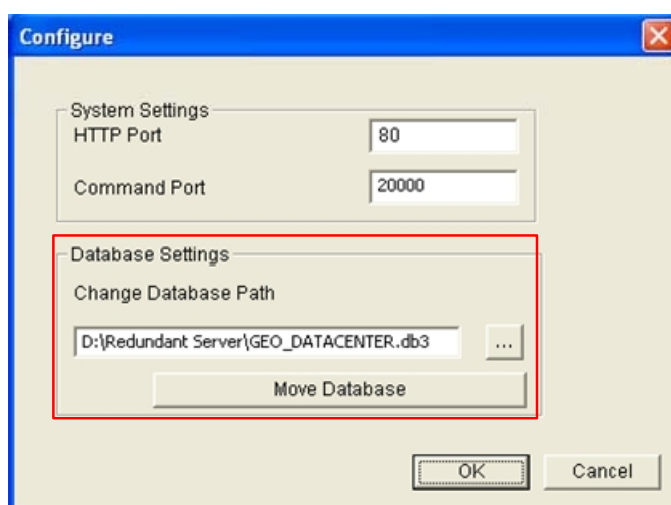 Configure
System Settings
HTTP Port
80
Command Port
20000
Database Settings
Change Database Path
D:\Redundant Server\GEO_DATACENTER.db3
...
Move Database
OK
Cancel